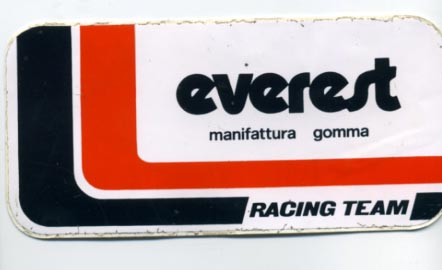 everest
manifattura gomma
RACING TEAM